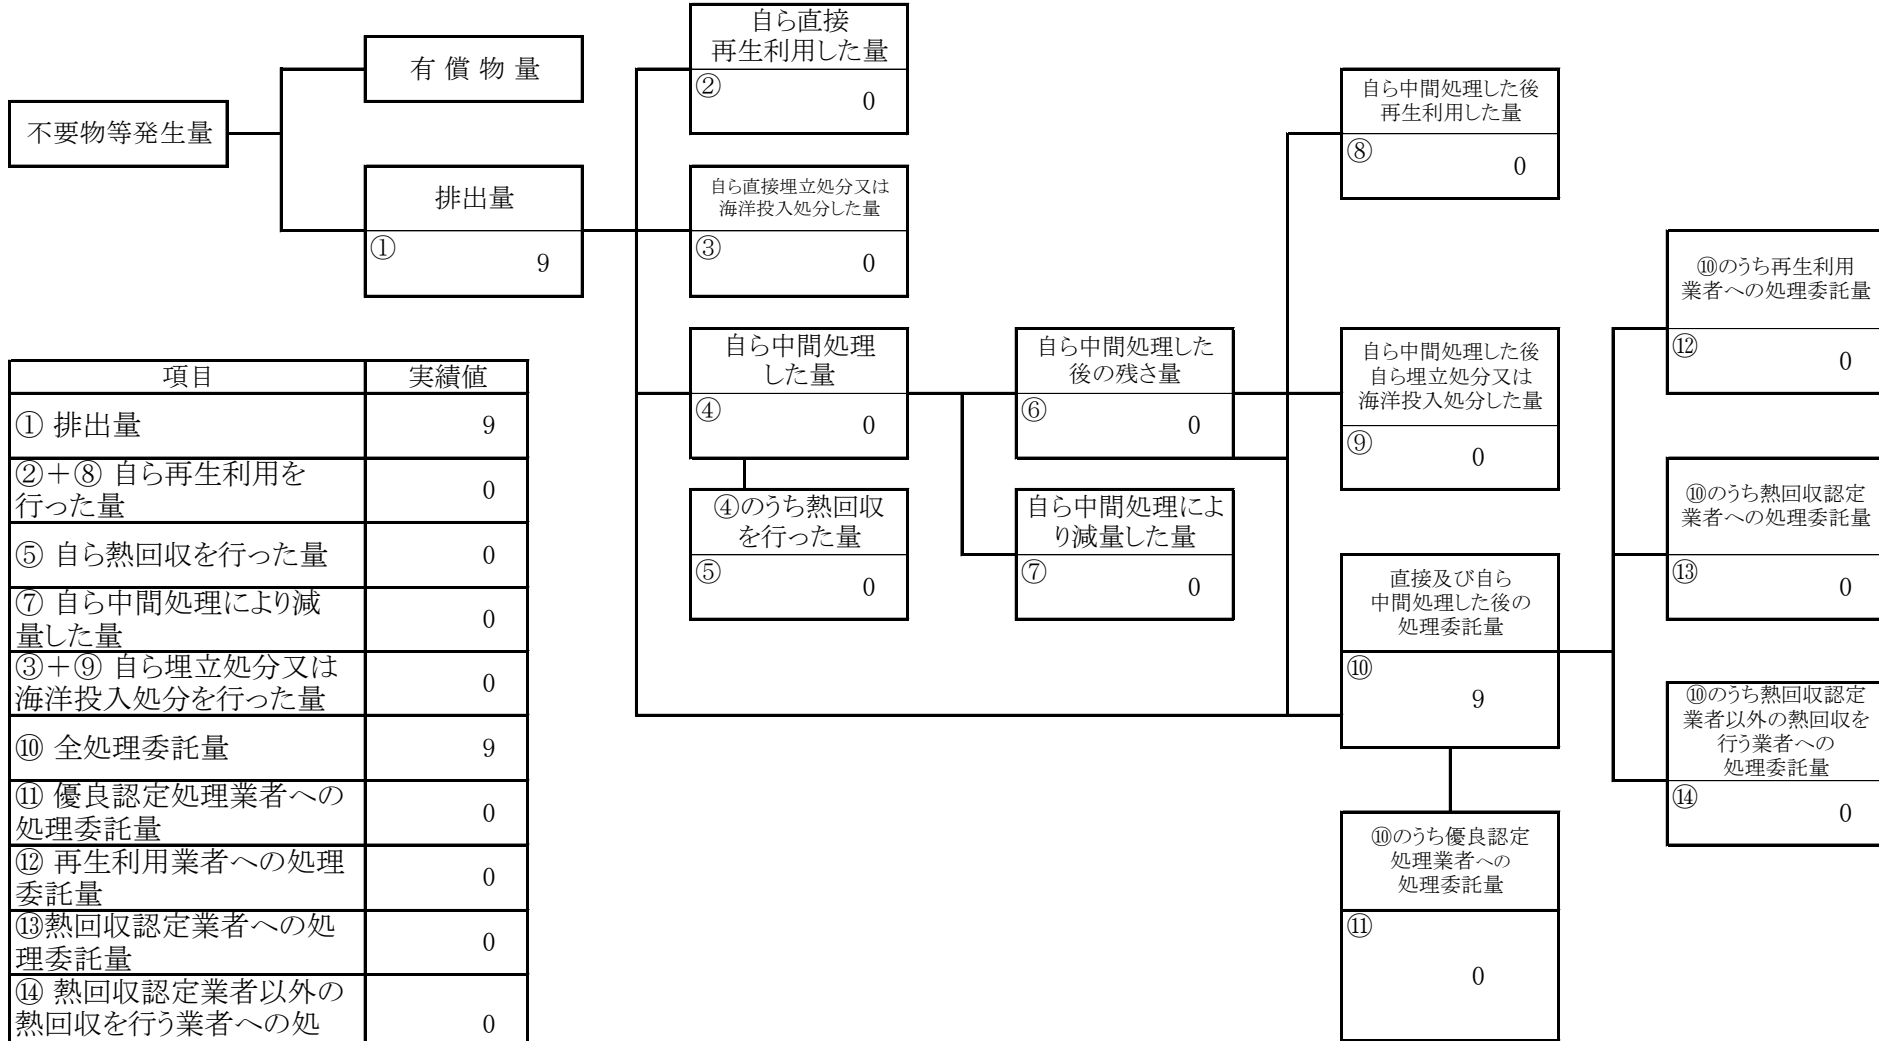 不要物等発生量
有償物量
排出量
① 9
自ら直接
再生利用した量
② 0
自ら直接埋立処分又は
海洋投入処分した量
③ 0
自ら中間処理
した量
④ 0
④のうち熱回収
を行った量
⑤ 0
自ら中間処理した
後の残さ量
⑥ 0
自ら中間処理によ
り減量した量
⑦ 0
自ら中間処理した後
再生利用した量
⑧ 0
自ら中間処理した後
自ら埋立処分又は
海洋投入処分した量
⑨ 0
直接及び自ら
中間処理した後の
処理委託量
⑩ 9
⑩のうち優良認定
処理業者への
処理委託量
⑪ 0
⑩のうち再生利用
業者への処理委託量
⑫ 0
⑩のうち熱回収認定
業者への処理委託量
⑬ 0
⑩のうち熱回収認定
業者以外の熱回収を
行う業者への
処理委託量
⑭ 0
項目 実績値
① 排出量 9
②＋⑧ 自ら再生利用を
行った量 0
⑤ 自ら熱回収を行った量 0
⑦ 自ら中間処理により減
量した量 0
③＋⑨ 自ら埋立処分又は
海洋投入処分を行った量 0
⑩ 全処理委託量 9
⑪ 優良認定処理業者への
処理委託量 0
⑫ 再生利用業者への処理
委託量 0
⑬熱回収認定業者への処
理委託量 0
⑭ 熱回収認定業者以外の
熱回収を行う業者への処 0